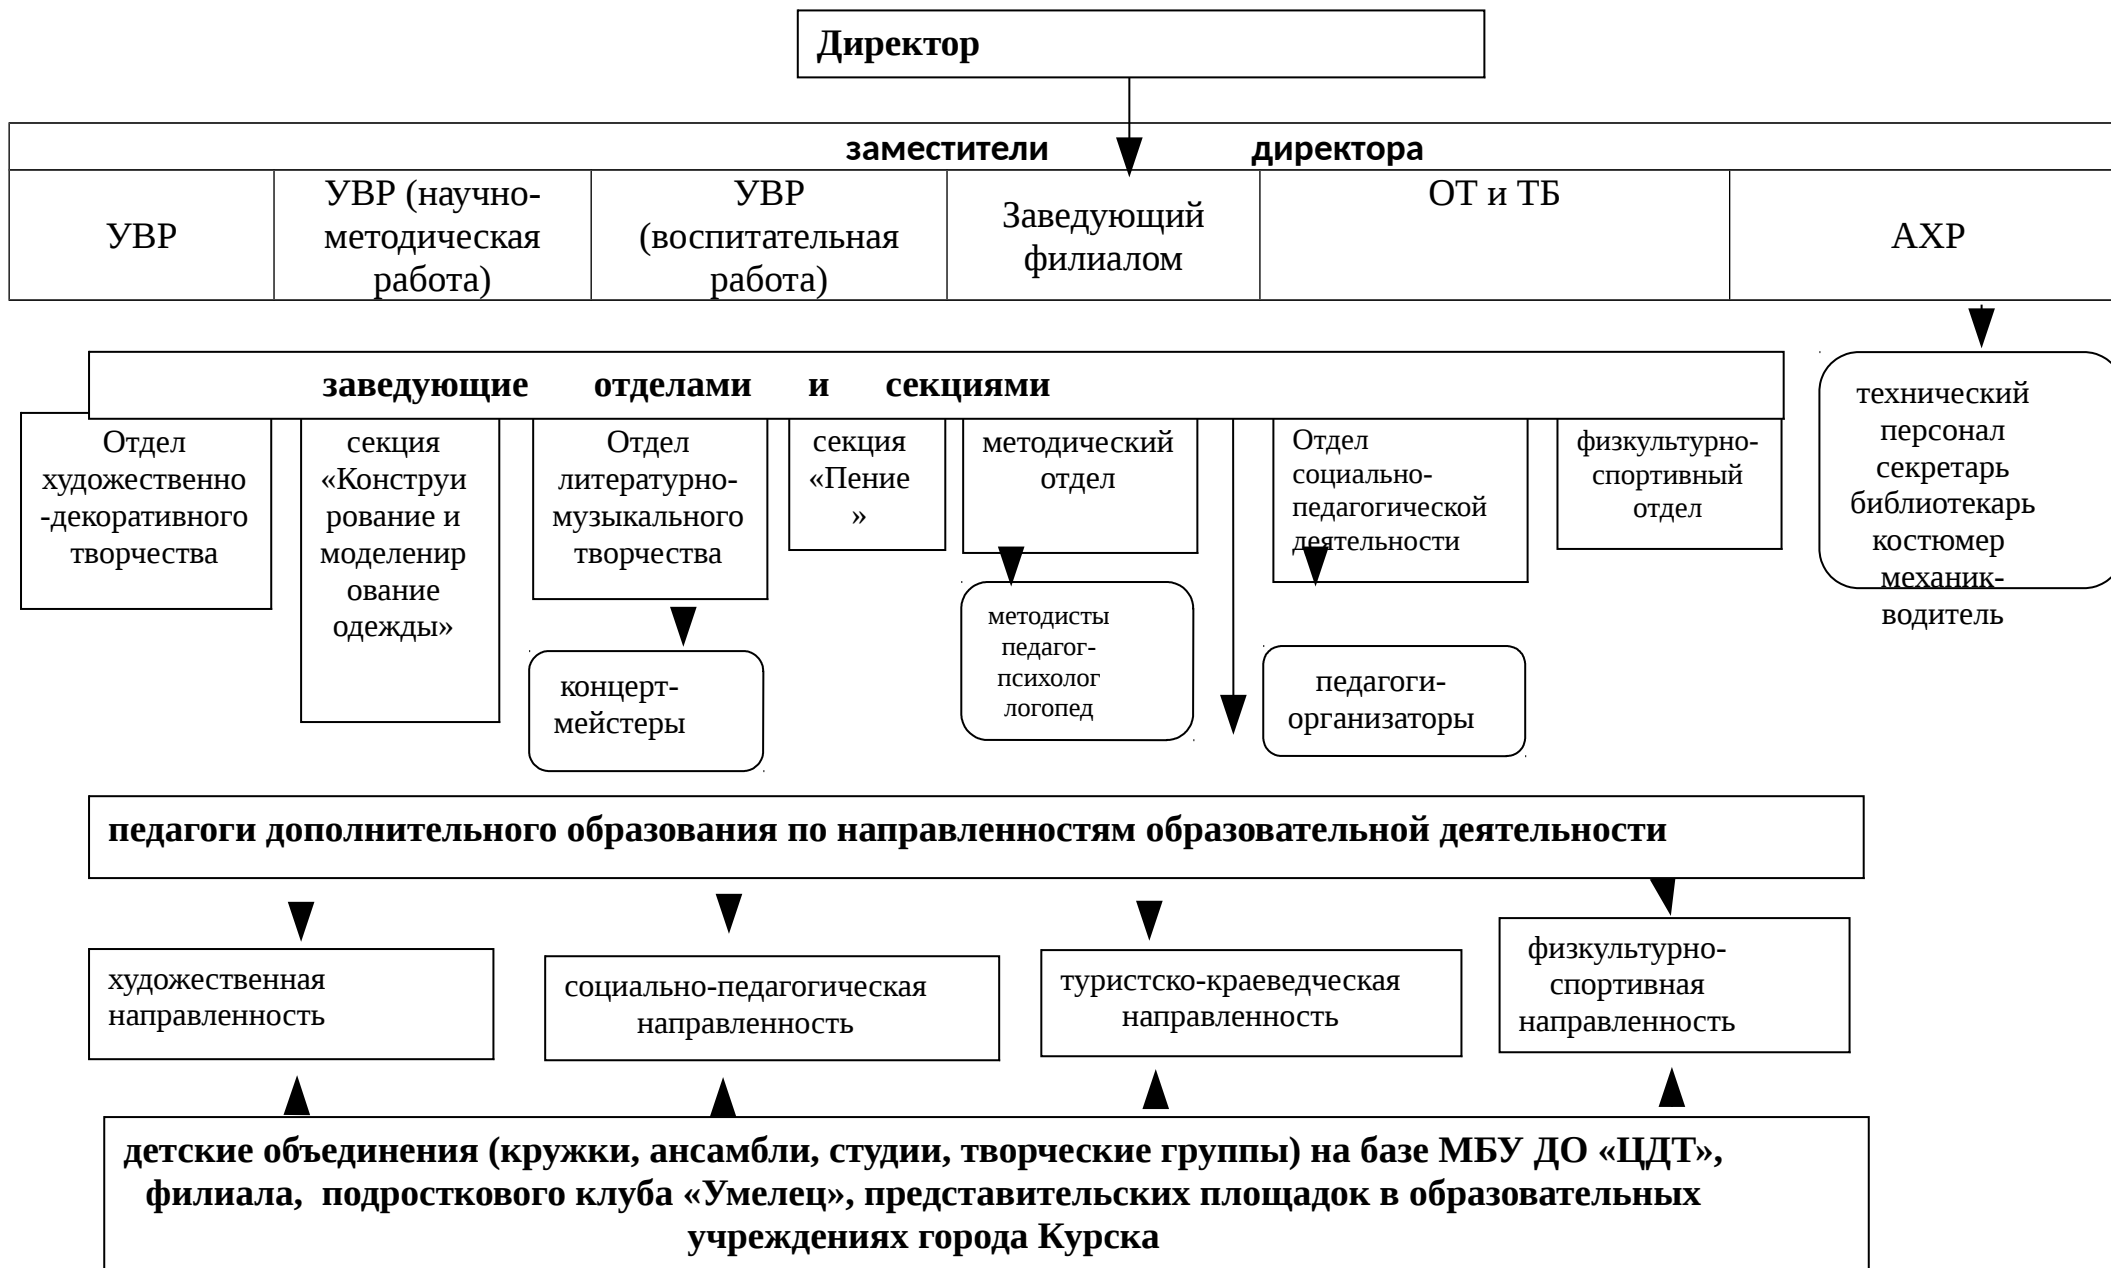 Директор
заместители директора
УВР
УВР (научно-
методическая
работа)
УВР
(воспитательная
работа)
Заведующий
филиалом
ОТ и ТБ
АХР
заведующие отделами и секциями
Отдел
художественно
-декоративного
творчества
секция
«Конструи
рование и
моделенир
ование
одежды»
Отдел
литературно-
музыкального
творчества
секция
«Пение
»
методический
отдел
Отдел
социально-
педагогической
деятельности
физкультурно-
спортивный
отдел
технический
персонал
секретарь
библиотекарь
костюмер
механик-
водитель
концерт-
мейстеры
методисты
педагог-
психолог
логопед
педагоги-
организаторы
педагоги дополнительного образования по направленностям образовательной деятельности
художественная
направленность
социально-педагогическая
направленность
туристско-краеведческая
направленность
физкультурно-
спортивная
направленность
детские объединения (кружки, ансамбли, студии, творческие группы) на базе МБУ ДО «ЦДТ»,
филиала, подросткового клуба «Умелец», представительских площадок в образовательных
учреждениях города Курска